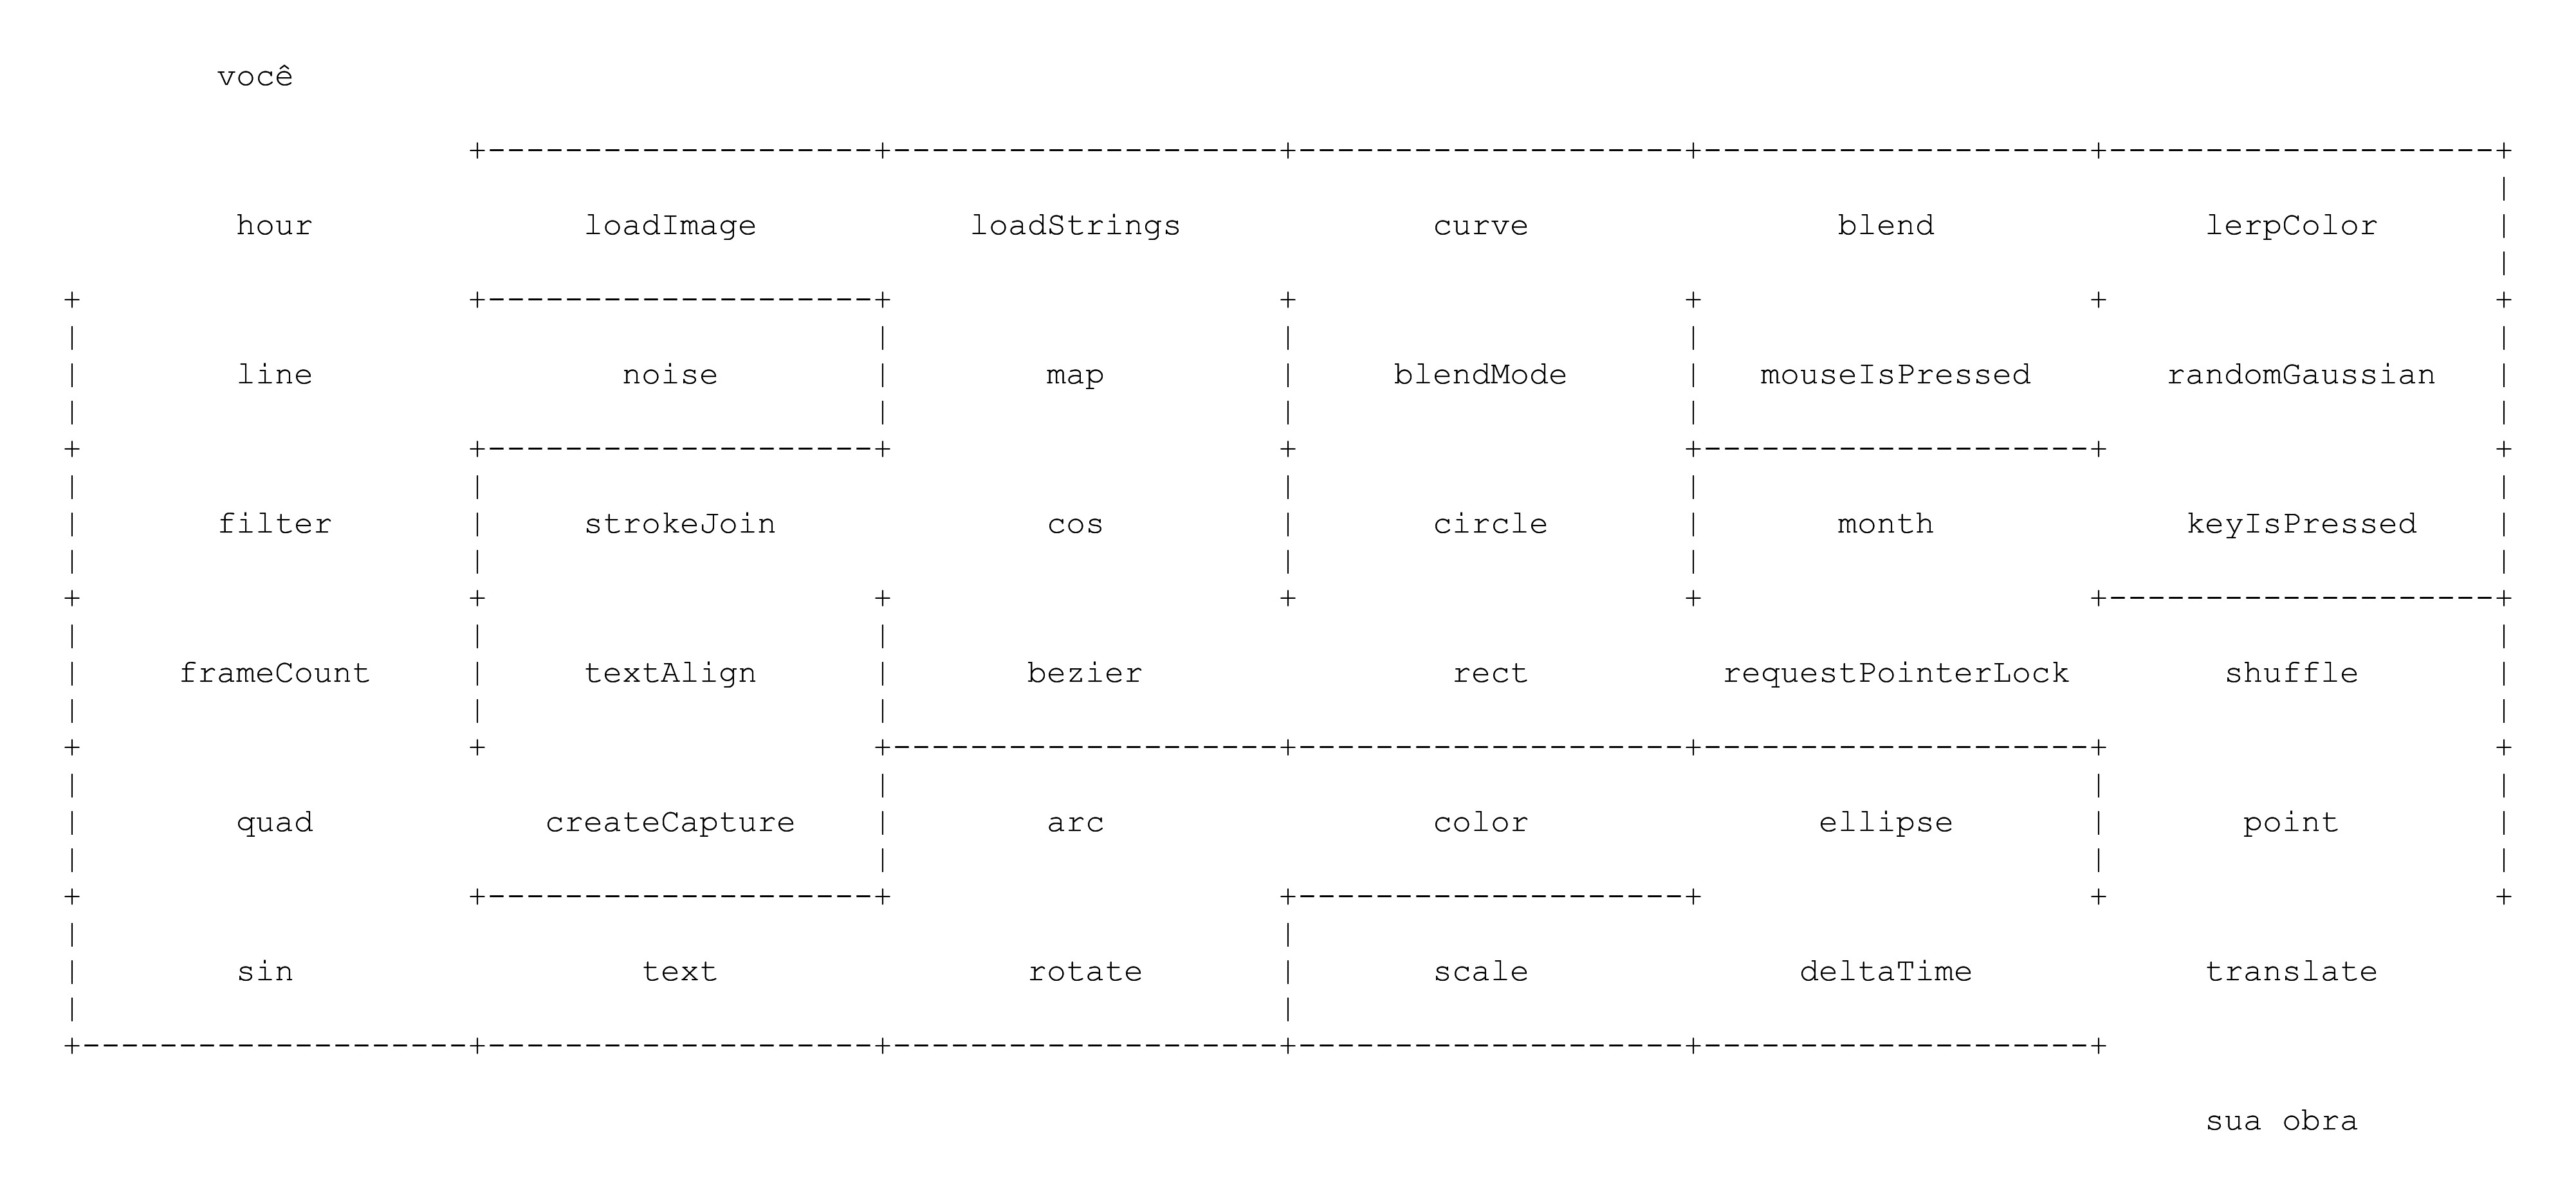 você
hour loadImage loadStrings curve blend lerpColor
line noise map blendMode mouseIsPressed randomGaussian
filter strokeJoin cos circle month keyIsPressed
frameCount textAlign bezier rect requestPointerLock shuffle
quad createCapture arc color ellipse point
sin text rotate scale deltaTime translate
sua obra